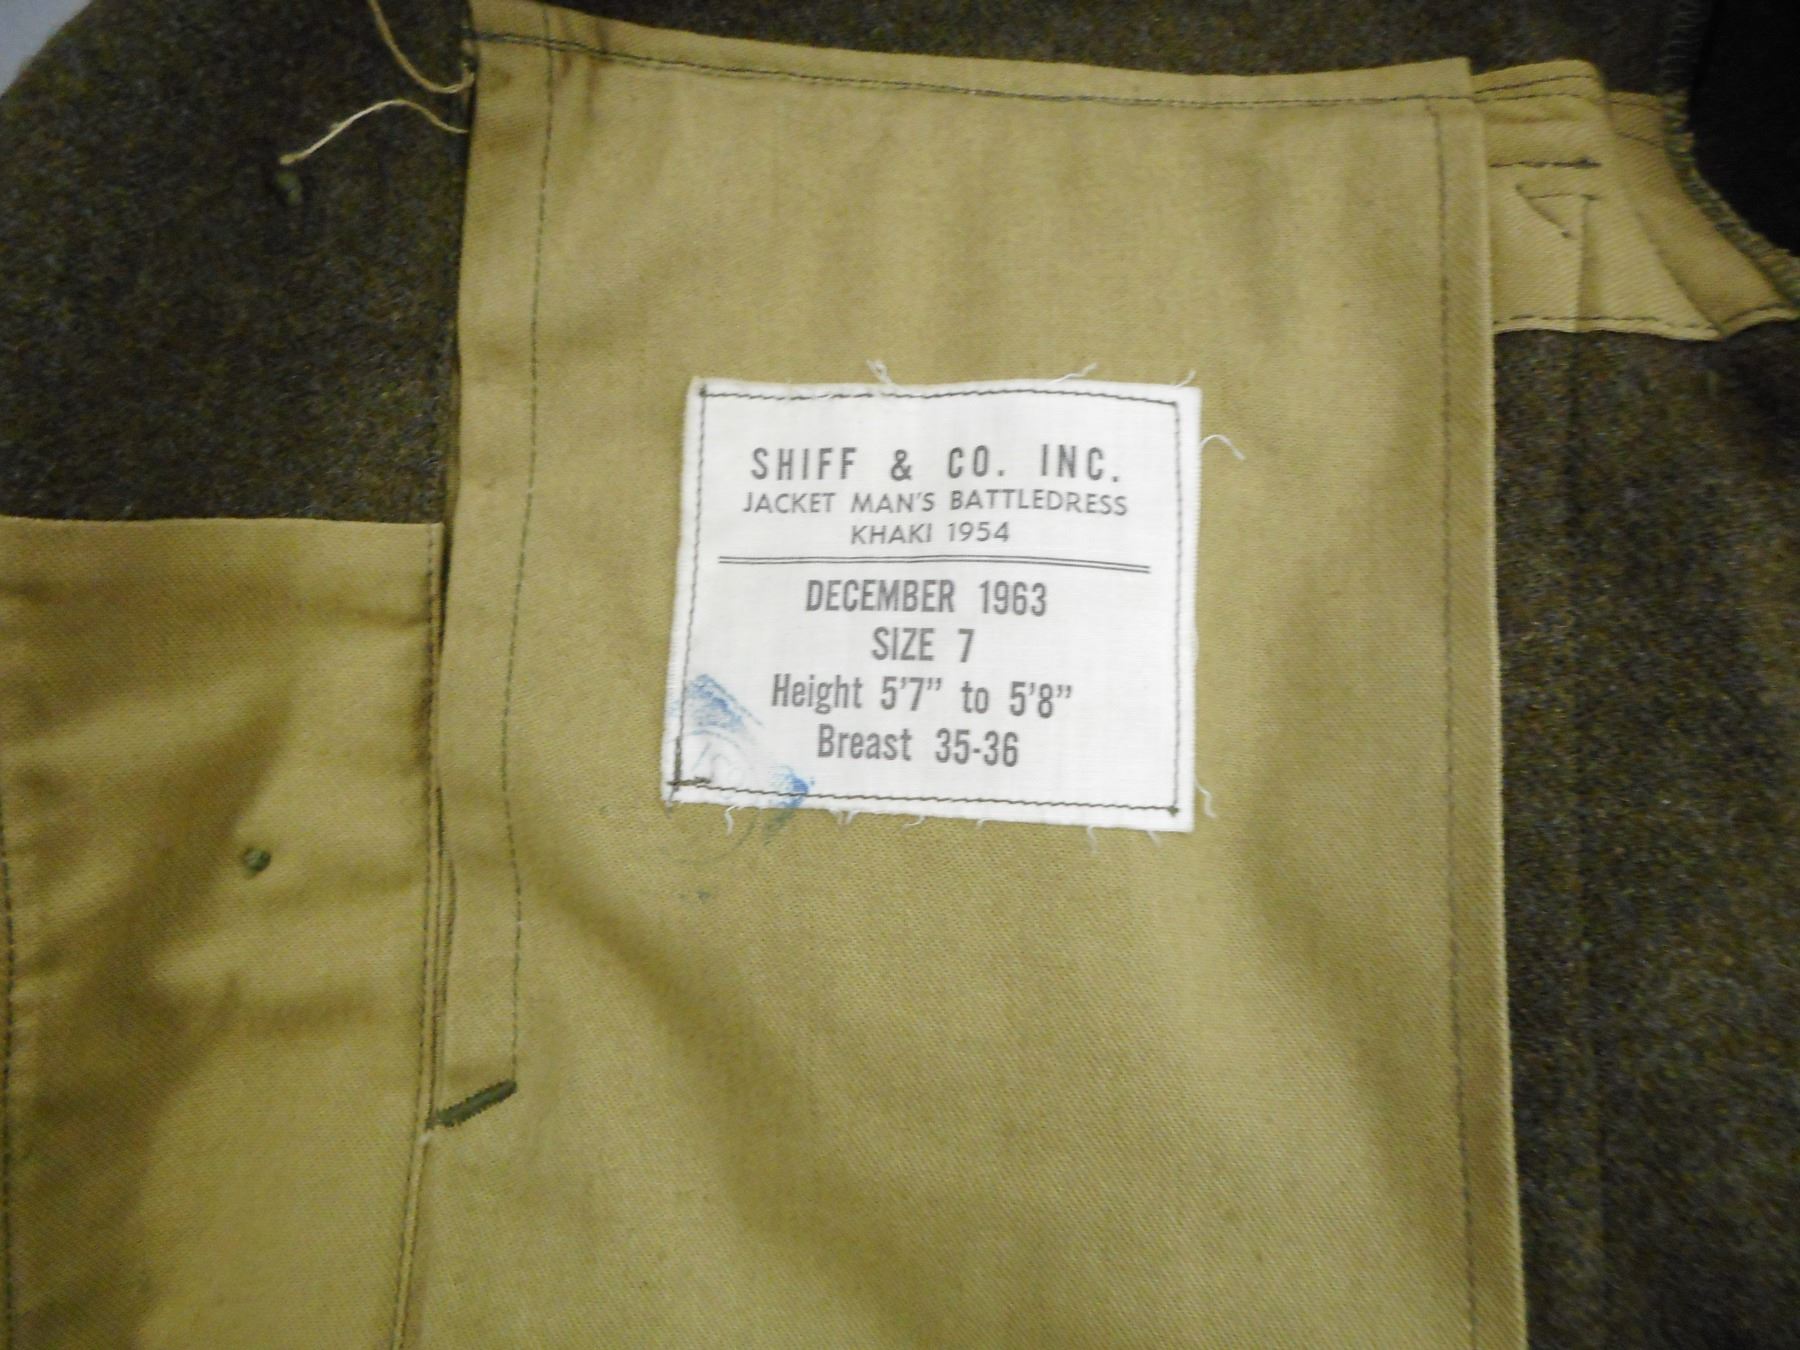 SHIFF & CO. INC.
JACKET MAN'S BATTLEDRESS
KHAKI 1954
DECEMBER 1963
SIZE 7
Height 5'7" to 5'8"
Breast 35-36